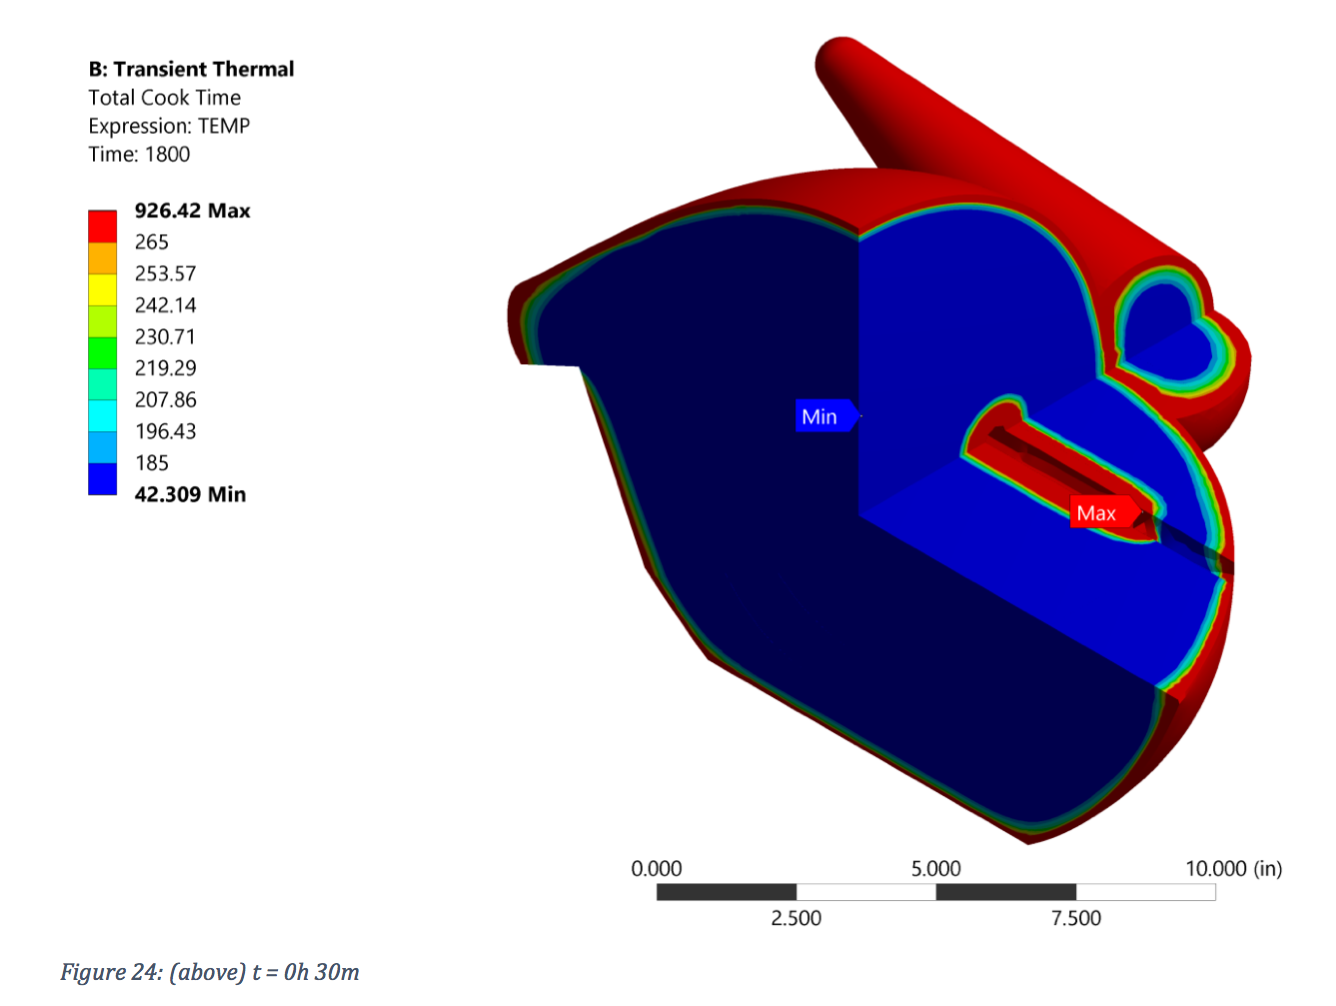 B: Transient Thermal
Total Cook Time
Expression: TEMP
Time: 1800
926.42 Max
265
253.57
242.14
230.71
219.29
207.86
196.43
185
42.309 Min
Min
Max
0.000 5.000 10.000 (in)
2.500 7.500
Figure 24: (above) t = 0h 30m